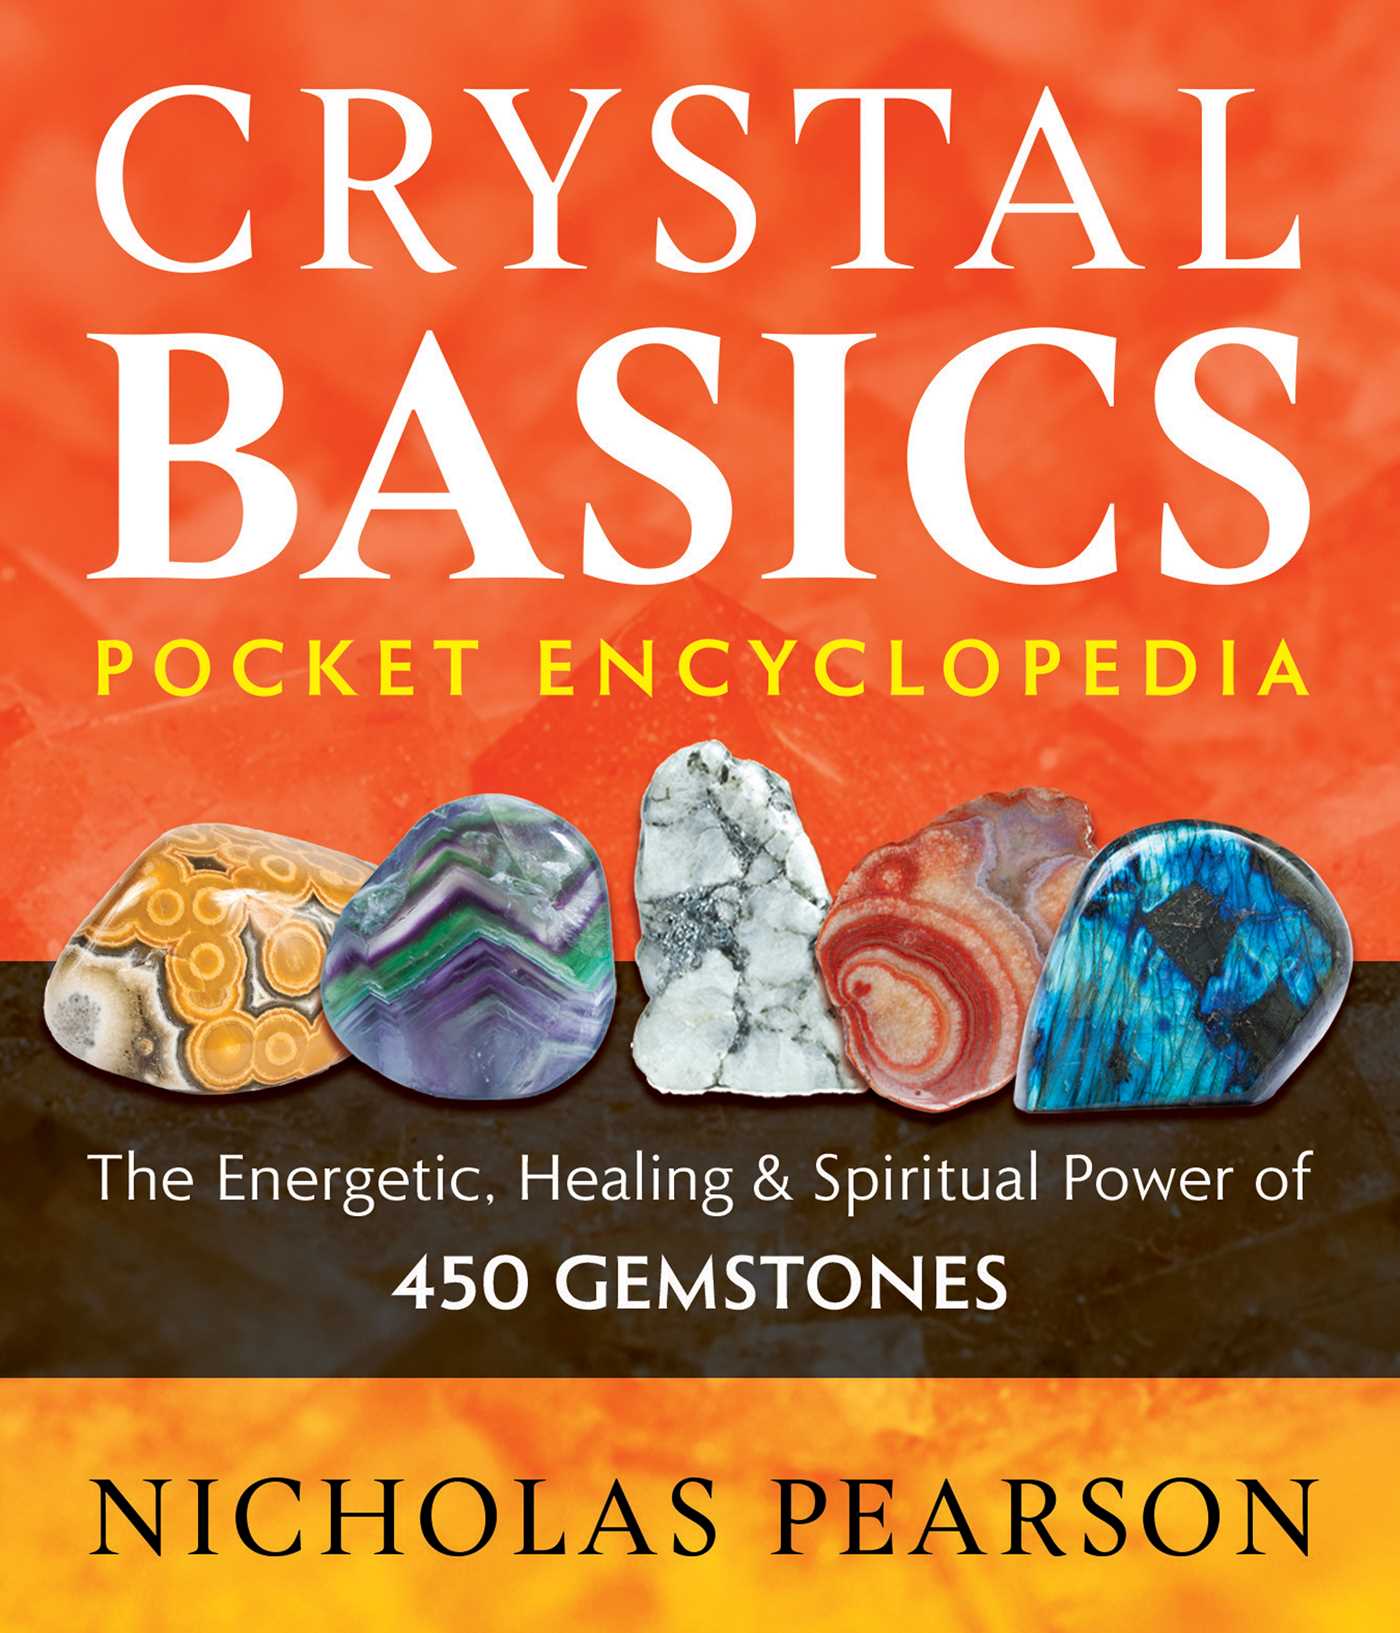 CRYSTAL
BASICS
POCKET ENCYCLOPEDIA
The Energetic, Healing & Spiritual Power of
450 GEMSTONES
NICHOLAS PEARSON